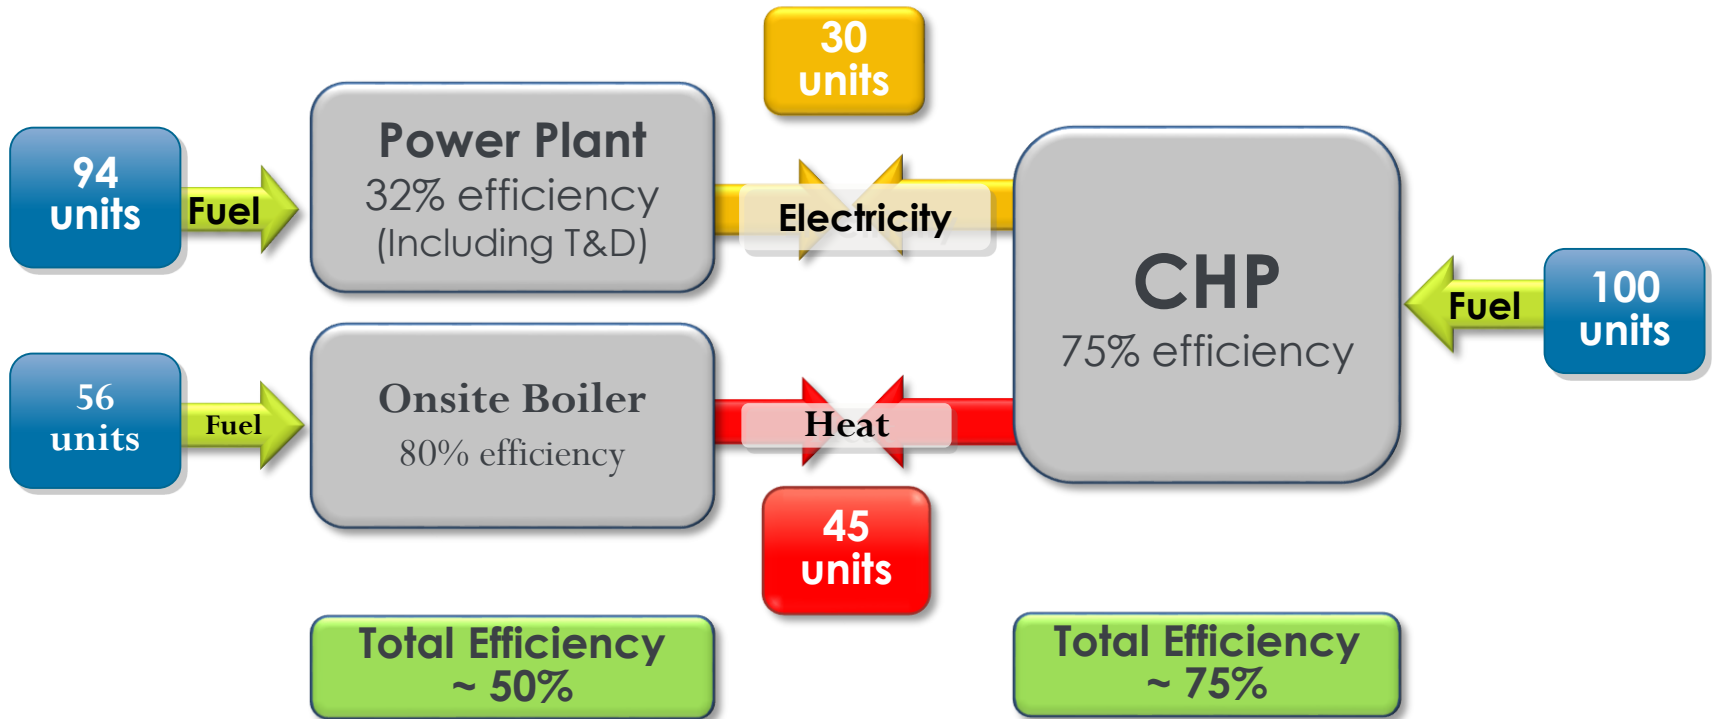 30
units
94
units
Fuel
Power Plant
32% efficiency
(Including T&D)
Electricity
CHP
75% efficiency
Fuel
100
units
56
units
Fuel
Onsite Boiler
80% efficiency
Heat
45
units
Total Efficiency
~ 50%
Total Efficiency
~ 75%